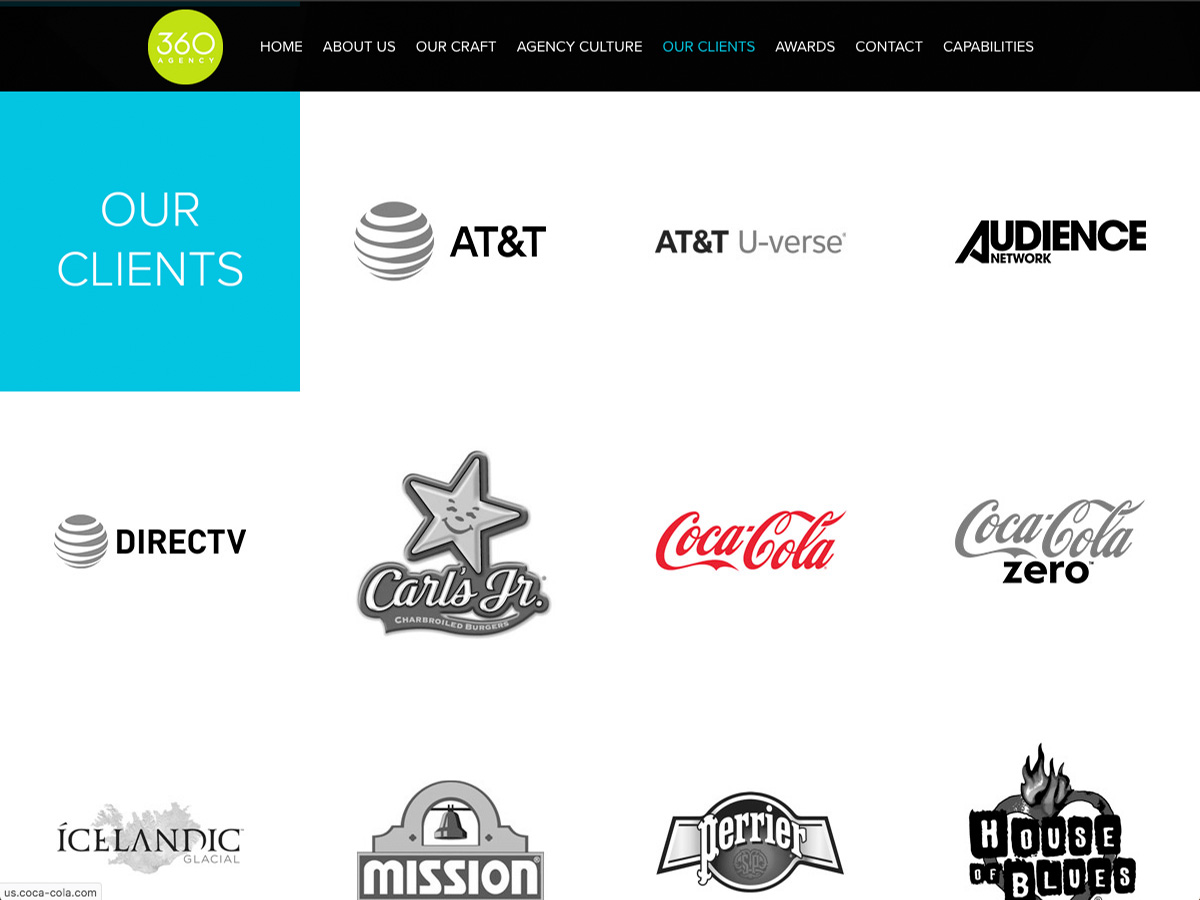 360
AGENCY
HOME ABOUT US OUR CRAFT AGENCY CULTURE OUR CLIENTS AWARDS CONTACT CAPABILITIES
OUR
CLIENTS
AT&T
AT&T U-verse®
AUDIENCE
NETWORK
DIRECTV
Carl's Jr.®
CHARBROILED BURGERS
Coca-Cola
Coca-Cola
zero™
ÍCELANDIC
GLACIAL
MISSION®
perrier
HOUSE
OF BLUES®
us.coca-cola.com